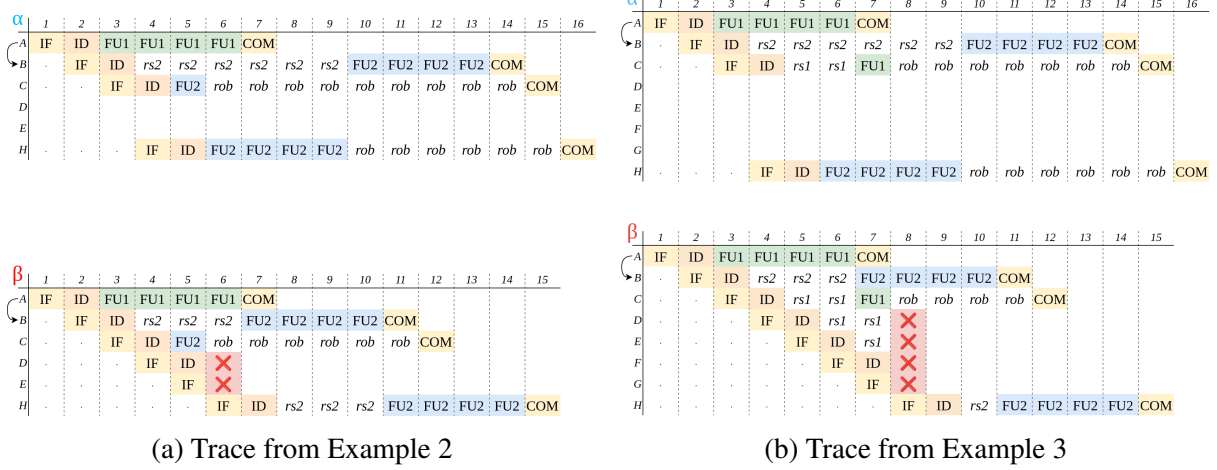 α 1 2 3 4 5 6 7 8 9 10 11 12 13 14 15 16
A IF ID FU1 FU1 FU1 FU1 COM
B . IF ID rs2 rs2 rs2 rs2 rs2 rs2 FU2 FU2 FU2 FU2 COM
C . . IF ID FU2 rob rob rob rob rob rob rob rob rob COM
D
E
H . . . IF ID FU2 FU2 FU2 FU2 rob rob rob rob rob rob COM
β 1 2 3 4 5 6 7 8 9 10 11 12 13 14 15
A IF ID FU1 FU1 FU1 FU1 COM
B . IF ID rs2 rs2 rs2 FU2 FU2 FU2 FU2 COM
C . . IF ID FU2 rob rob rob rob rob rob COM
D . . . IF ID
E . . . . IF
H . . . . . IF ID rs2 rs2 rs2 FU2 FU2 FU2 FU2 COM
(a) Trace from Example 2
α 1 2 3 4 5 6 7 8 9 10 11 12 13 14 15 16
A IF ID FU1 FU1 FU1 FU1 COM
B . IF ID rs2 rs2 rs2 rs2 rs2 rs2 FU2 FU2 FU2 FU2 COM
C . . IF ID rs1 rs1 FU1 rob rob rob rob rob rob rob COM
D
E
F
G
H . . . IF ID FU2 FU2 FU2 FU2 rob rob rob rob rob rob COM
β 1 2 3 4 5 6 7 8 9 10 11 12 13 14 15
A IF ID FU1 FU1 FU1 FU1 COM
B . IF ID rs2 rs2 rs2 FU2 FU2 FU2 FU2 COM
C . . IF ID rs1 rs1 FU1 rob rob rob rob COM
D . . . IF ID rs1 rs1
E . . . . IF ID rs1
F . . . . . IF ID
G . . . . . . IF
H . . . . . . . IF ID rs2 FU2 FU2 FU2 FU2 COM
(b) Trace from Example 3